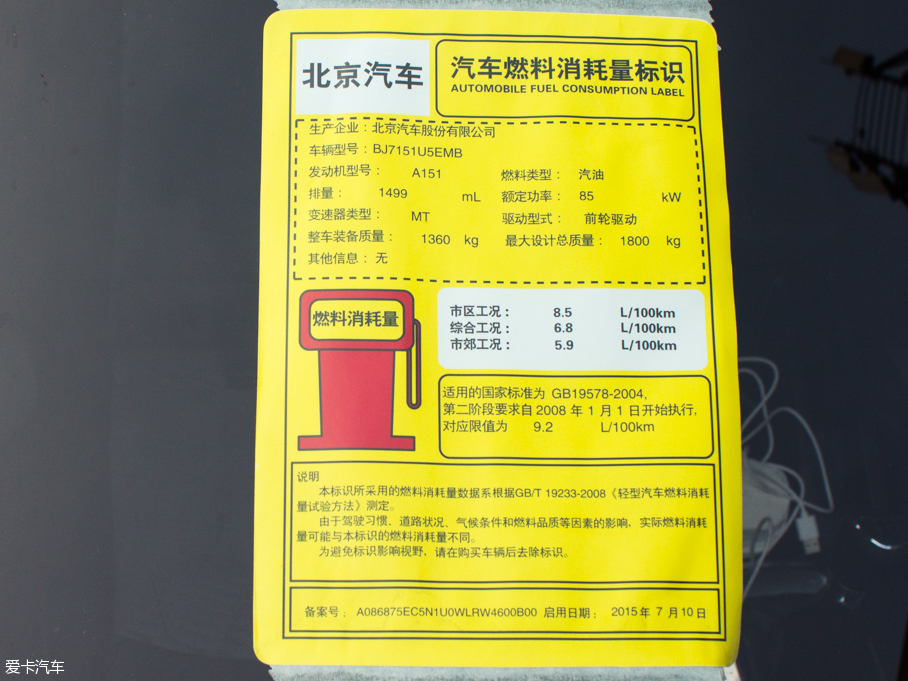 北京汽车
汽车燃料消耗量标识
AUTOMOBILE FUEL CONSUMPTION LABEL
生产企业：北京汽车股份有限公司
车辆型号：BJ7151U5EMB
发动机型号： A151 燃料类型： 汽油
排量： 1499 mL 额定功率： 85 kW
变速器类型： MT 驱动型式： 前轮驱动
整车装备质量： 1360 kg 最大设计总质量： 1800 kg
其他信息：无
燃料消耗量
市区工况： 8.5 L/100km
综合工况： 6.8 L/100km
市郊工况： 5.9 L/100km
适用的国家标准为 GB19578-2004,
第二阶段要求自 2008 年 1 月 1 日开始执行,
对应限值为 9.2 L/100km
说明
本标识所采用的燃料消耗量数据系根据GB/T 19233-2008《轻型汽车燃料消耗
量试验方法》测定。
由于驾驶习惯、道路状况、气候条件和燃料品质等因素的影响，实际燃料消耗
量可能与本标识的燃料消耗量不同。
为避免标识影响视野，请在购买车辆后去除标识。
备案号： A086875EC5N1U0WLRW4600B00 启用日期： 2015 年 7 月 10 日
爱卡汽车